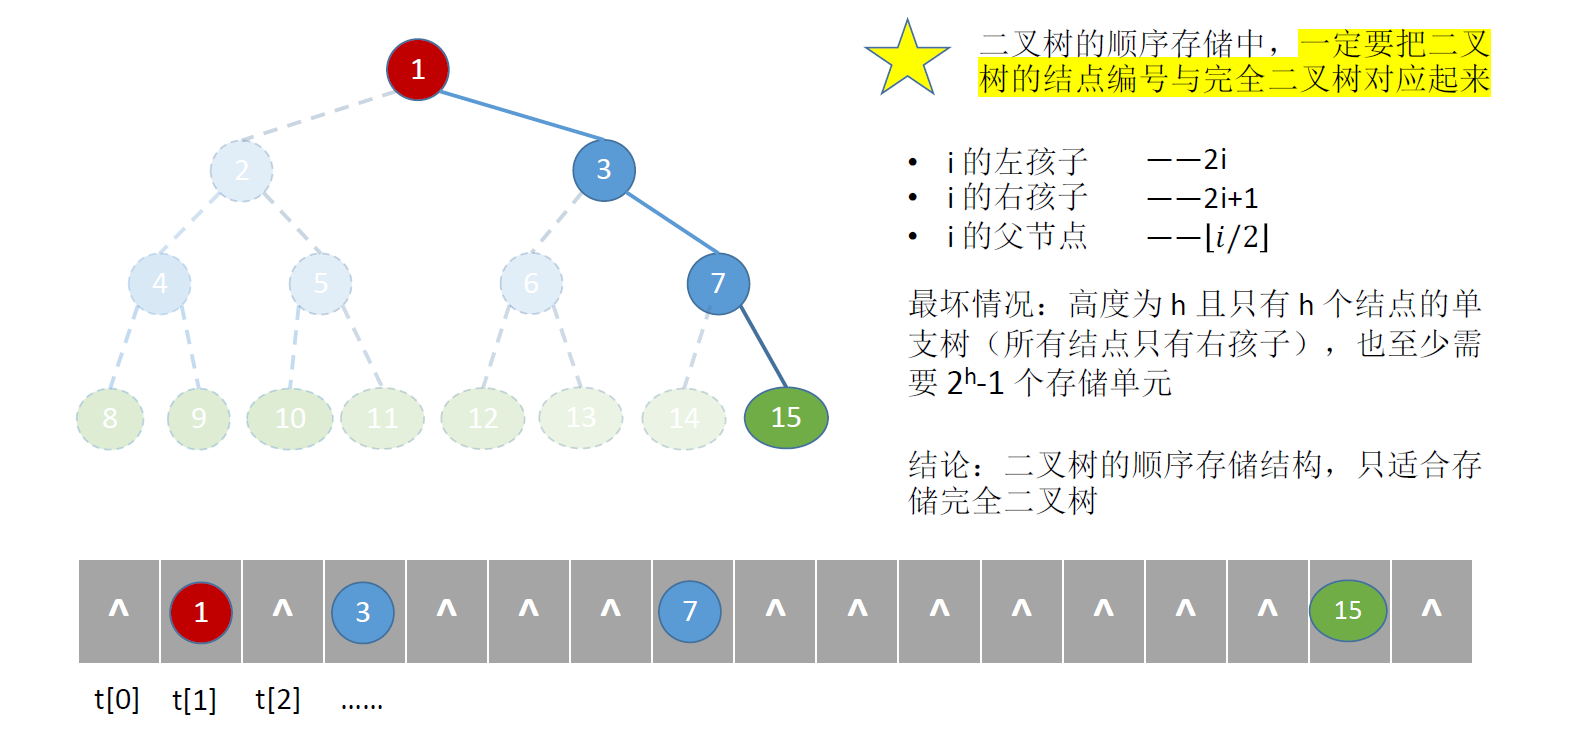 1
2
3
4
5
6
7
8
9
10
11
12
13
14
15
二叉树的顺序存储中，一定要把二叉
树的结点编号与完全二叉树对应起来
• i 的左孩子 ——2i
• i 的右孩子 ——2i+1
• i 的父节点 ——⌊i/2⌋
最坏情况：高度为 h 且只有 h 个结点的单
支树（所有结点只有右孩子），也至少需
要 2ʰ-1 个存储单元
结论：二叉树的顺序存储结构，只适合存
储完全二叉树
^ 1 ^ 3 ^ ^ ^ 7 ^ ^ ^ ^ ^ ^ ^ 15 ^
t[0] t[1] t[2] ……